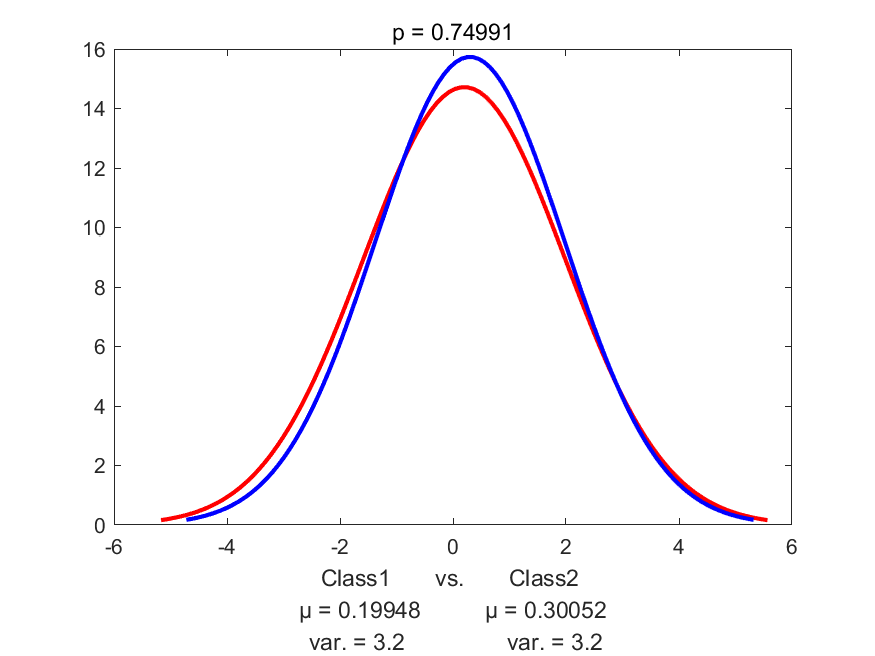 p = 0.74991
16
14
12
10
8
6
4
2
0
-6 -4 -2 0 2 4 6
Class1 vs. Class2
μ = 0.19948 μ = 0.30052
var. = 3.2 var. = 3.2